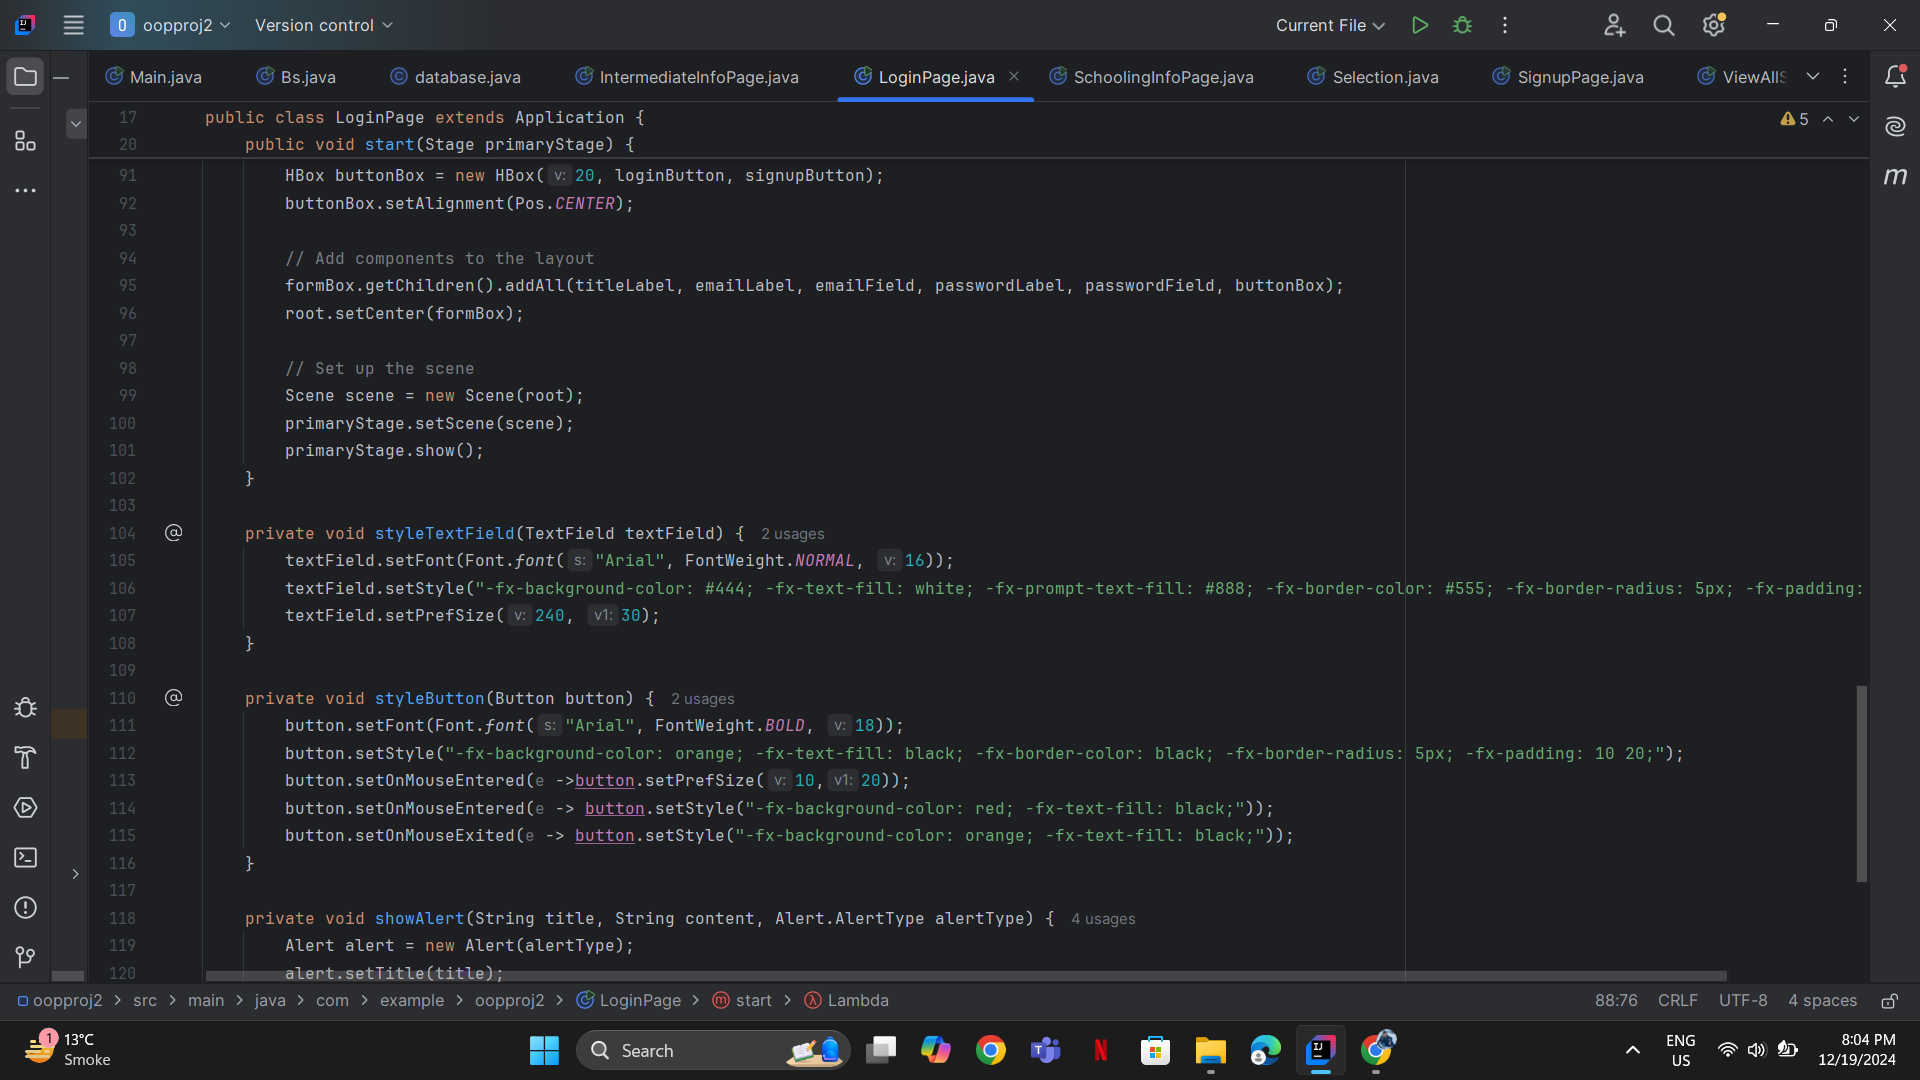 oopproj2 Version control Current File
Main.java Bs.java database.java IntermediateInfoPage.java LoginPage.java SchoolingInfoPage.java Selection.java SignupPage.java ViewAllS
17 public class LoginPage extends Application { 5
20 public void start(Stage primaryStage) {
91 HBox buttonBox = new HBox( v: 20, loginButton, signupButton);
92 buttonBox.setAlignment(Pos.CENTER);
93
94 // Add components to the layout
95 formBox.getChildren().addAll(titleLabel, emailLabel, emailField, passwordLabel, passwordField, buttonBox);
96 root.setCenter(formBox);
97
98 // Set up the scene
99 Scene scene = new Scene(root);
100 primaryStage.setScene(scene);
101 primaryStage.show();
102 }
103
104 private void styleTextField(TextField textField) { 2 usages
105 textField.setFont(Font.font( s: "Arial", FontWeight.NORMAL, v: 16));
106 textField.setStyle("-fx-background-color: #444; -fx-text-fill: white; -fx-prompt-text-fill: #888; -fx-border-color: #555; -fx-border-radius: 5px; -fx-padding:
107 textField.setPrefSize( v: 240, v1: 30);
108 }
109
110 private void styleButton(Button button) { 2 usages
111 button.setFont(Font.font( s: "Arial", FontWeight.BOLD, v: 18));
112 button.setStyle("-fx-background-color: orange; -fx-text-fill: black; -fx-border-color: black; -fx-border-radius: 5px; -fx-padding: 10 20;");
113 button.setOnMouseEntered(e ->button.setPrefSize( v: 10, v1: 20));
114 button.setOnMouseEntered(e -> button.setStyle("-fx-background-color: red; -fx-text-fill: black;"));
115 button.setOnMouseExited(e -> button.setStyle("-fx-background-color: orange; -fx-text-fill: black;"));
116 }
117
118 private void showAlert(String title, String content, Alert.AlertType alertType) { 4 usages
119 Alert alert = new Alert(alertType);
120 alert.setTitle(title);
oopproj2 > src > main > java > com > example > oopproj2 > LoginPage > start > Lambda 88:76 CRLF UTF-8 4 spaces
1 13°C Smoke
Search
ENG US
8:04 PM
12/19/2024